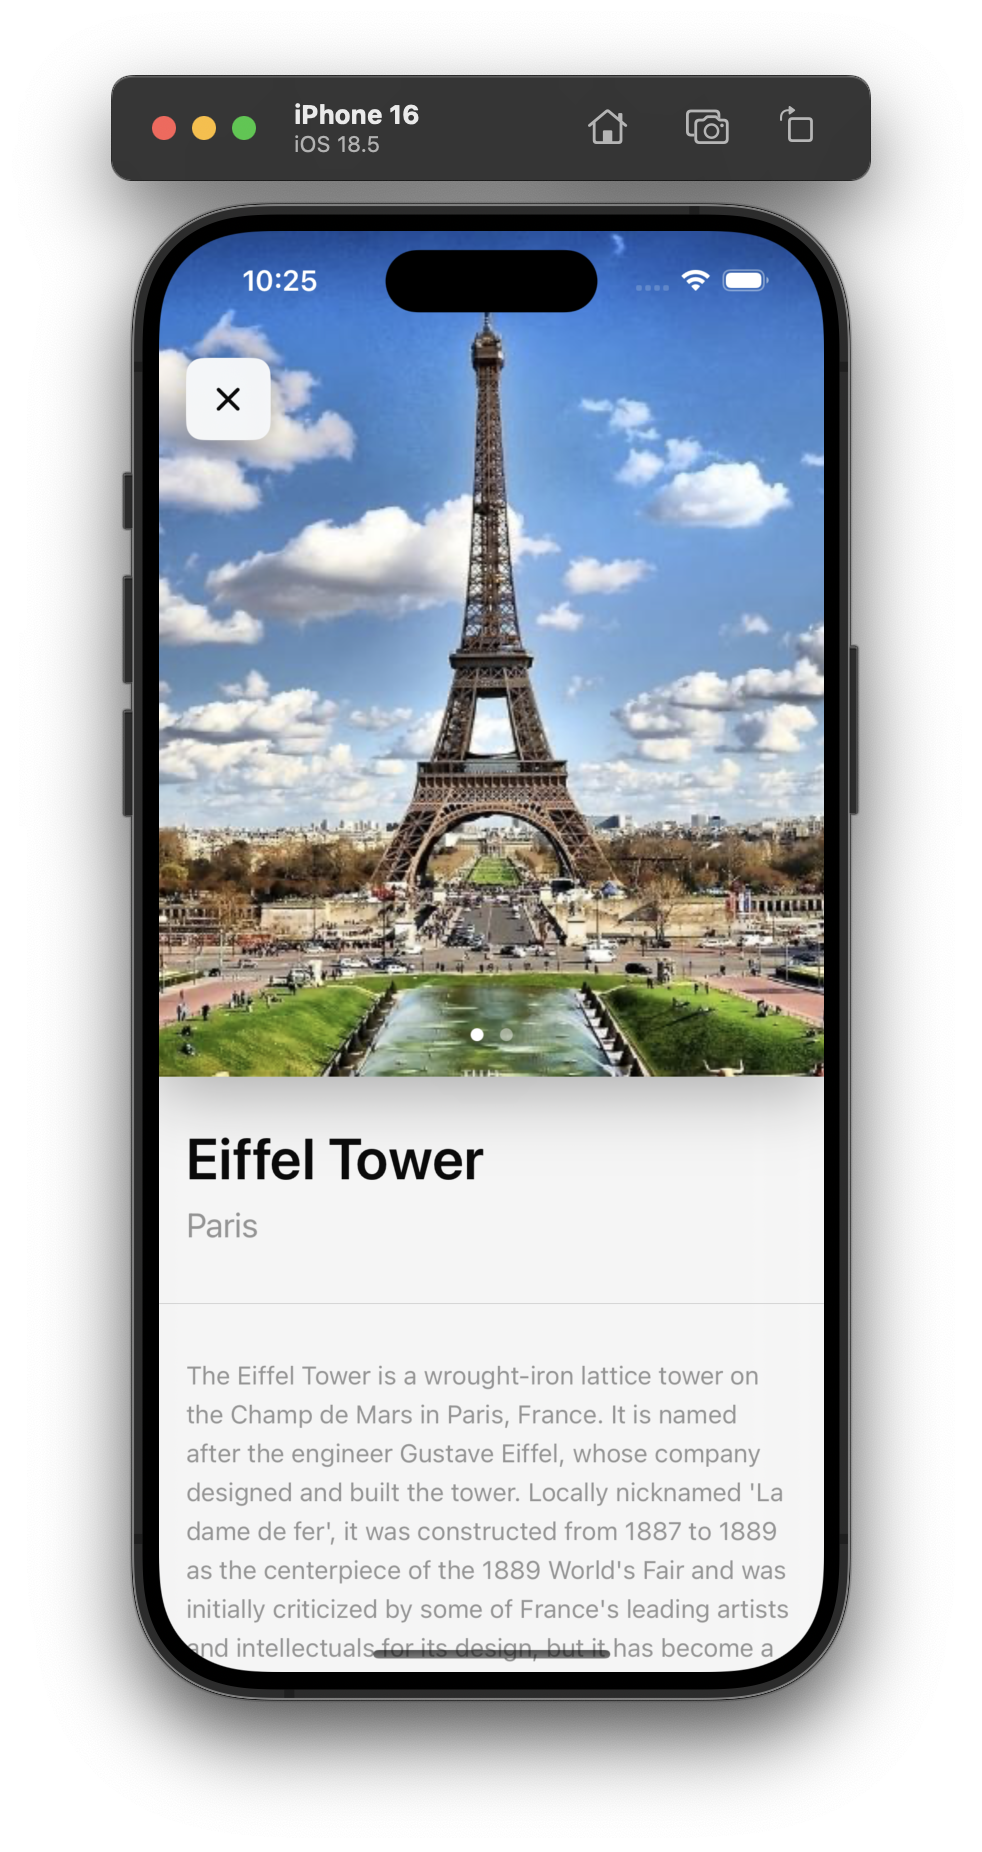 iPhone 16
iOS 18.5
10:25
Eiffel Tower
Paris
The Eiffel Tower is a wrought-iron lattice tower on
the Champ de Mars in Paris, France. It is named
after the engineer Gustave Eiffel, whose company
designed and built the tower. Locally nicknamed 'La
dame de fer', it was constructed from 1887 to 1889
as the centerpiece of the 1889 World's Fair and was
initially criticized by some of France's leading artists
and intellectuals for its design, but it has become a